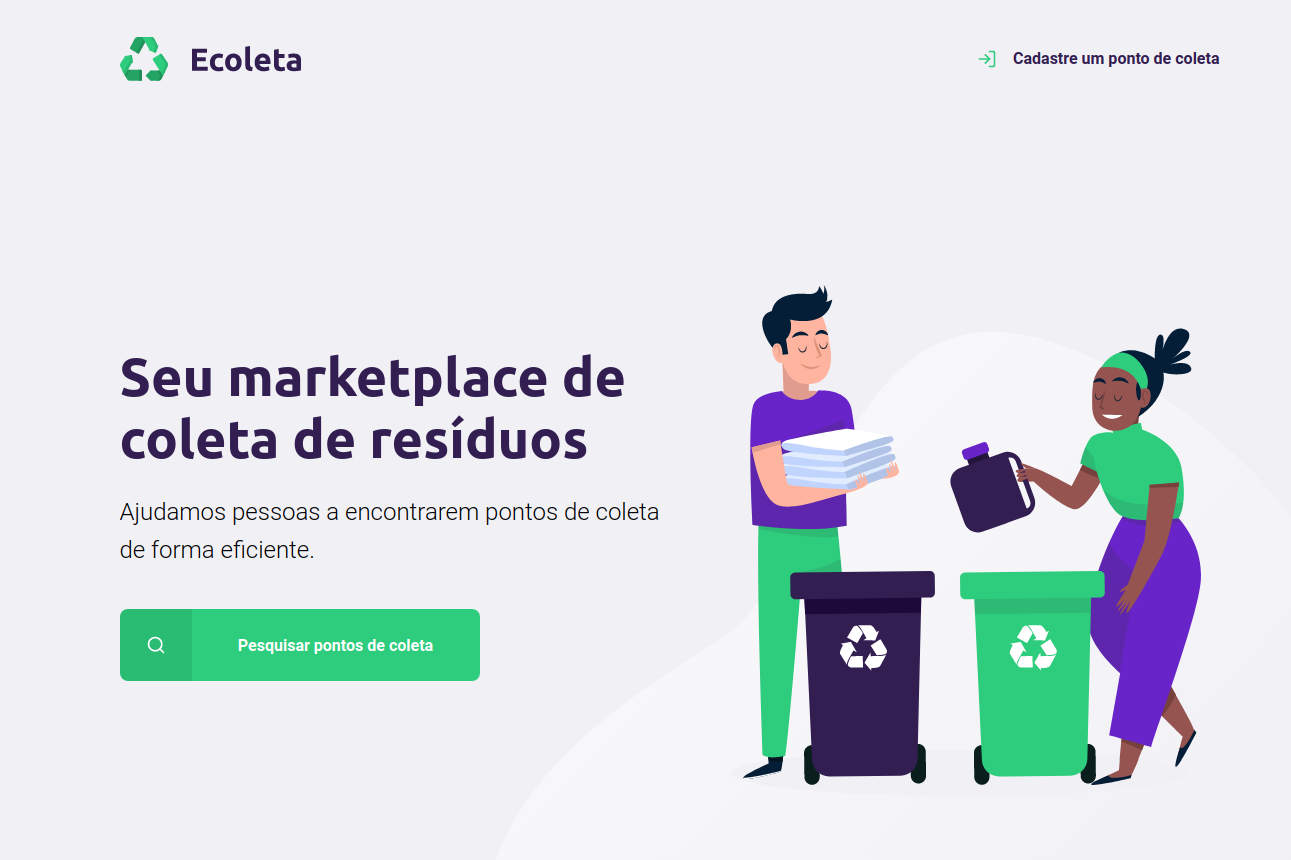 Ecoleta
Cadastre um ponto de coleta
Seu marketplace de
coleta de resíduos
Ajudamos pessoas a encontrarem pontos de coleta
de forma eficiente.
Pesquisar pontos de coleta